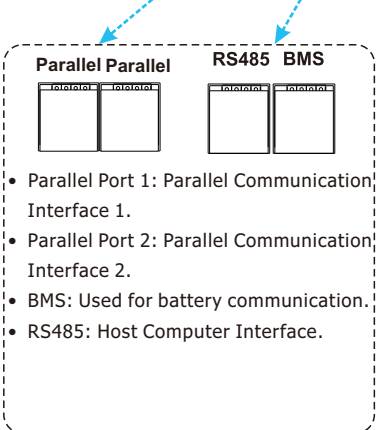 Parallel Parallel RS485 BMS
• Parallel Port 1: Parallel Communication
Interface 1.
• Parallel Port 2: Parallel Communication
Interface 2.
• BMS: Used for battery communication.
• RS485: Host Computer Interface.